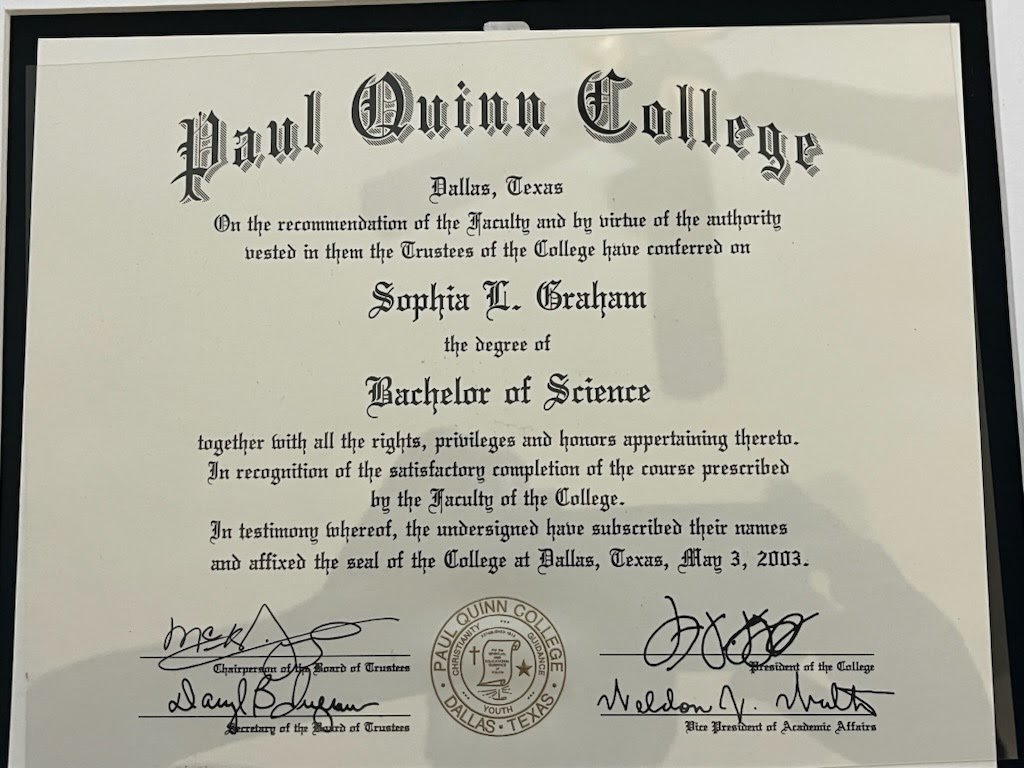 Paul Quinn College
Dallas, Texas
On the recommendation of the Faculty and by virtue of the authority
vested in them the Trustees of the College have conferred on
Sophia L. Graham
the degree of
Bachelor of Science
together with all the rights, privileges and honors appertaining thereto.
In recognition of the satisfactory completion of the course prescribed
by the Faculty of the College.
In testimony whereof, the undersigned have subscribed their names
and affixed the seal of the College at Dallas, Texas, May 3, 2003.
Chairperson of the Board of Trustees
President of the College
PAUL QUINN COLLEGE
CHRISTIANITY
GUIDANCE
YOUTH
DALLAS • TEXAS
Daryl B.
Secretary of the Board of Trustees
Weldon
Vice President of Academic Affairs